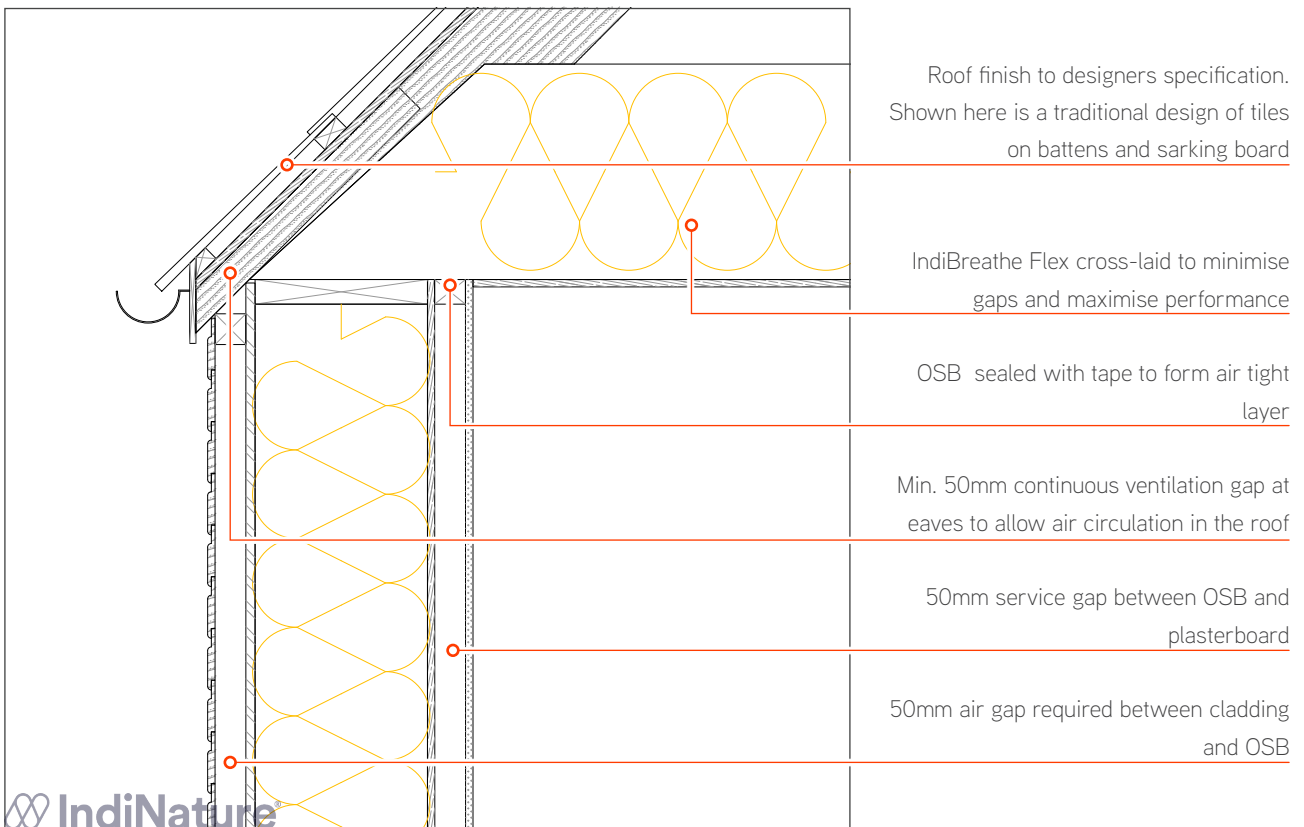 Roof finish to designers specification.
Shown here is a traditional design of tiles
on battens and sarking board
IndiBreathe Flex cross-laid to minimise
gaps and maximise performance
OSB sealed with tape to form air tight
layer
Min. 50mm continuous ventilation gap at
eaves to allow air circulation in the roof
50mm service gap between OSB and
plasterboard
50mm air gap required between cladding
and OSB
IndiNature®